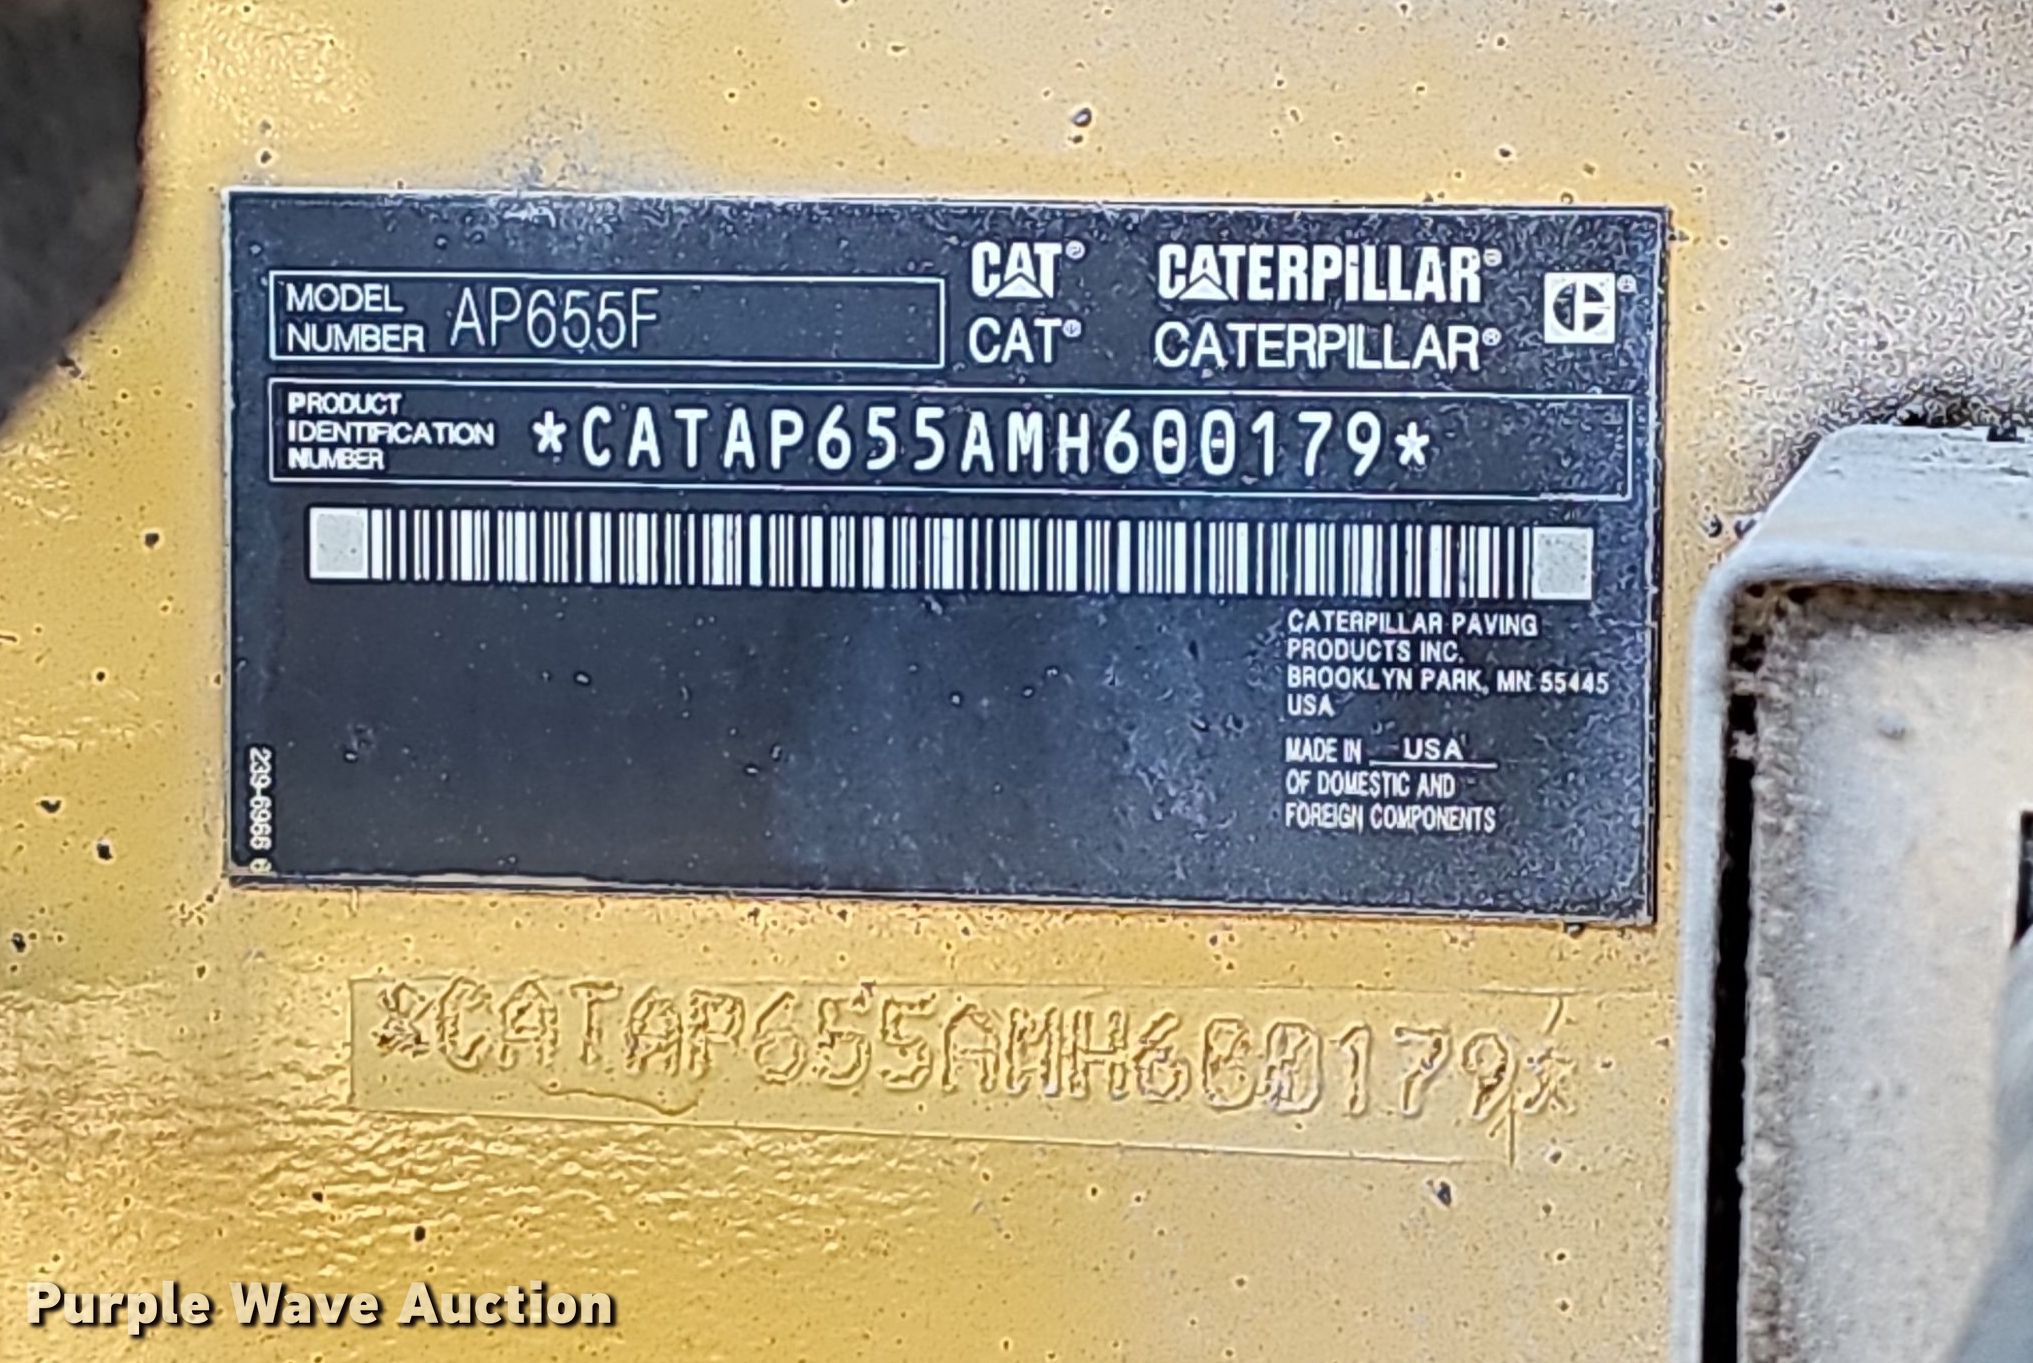 MODEL NUMBER AP655F
CAT® CATERPILLAR®
CAT® CATERPILLAR®
PRODUCT
IDENTIFICATION
NUMBER
*CATAP655AMH600179*
CATERPILLAR PAVING
PRODUCTS INC.
BROOKLYN PARK, MN 55445
USA
MADE IN USA
OF DOMESTIC AND
FOREIGN COMPONENTS
239-6966
*CATAP655AMH600179*
Purple Wave Auction